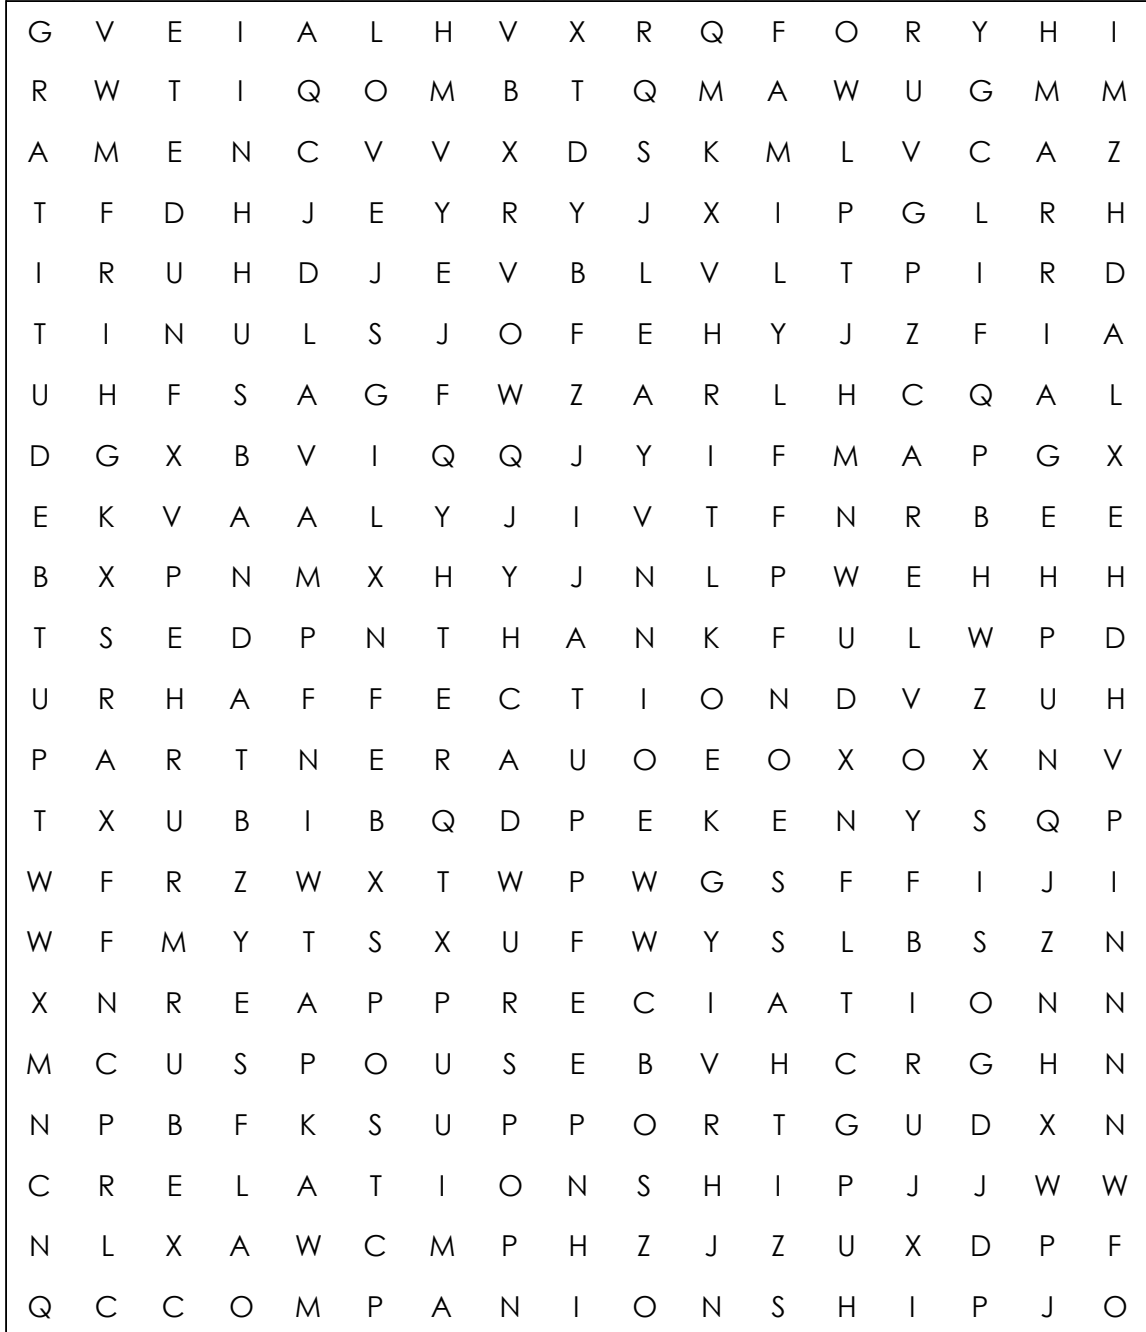 G V E I A L H V X R Q F O R Y H I
R W T I Q O M B T Q M A W U G M M
A M E N C V V X D S K M L V C A Z
T F D H J E Y R Y J X I P G L R H
I R U H D J E V B L V L T P I R D
T I N U L S J O F E H Y J Z F I A
U H F S A G F W Z A R L H C Q A L
D G X B V I Q Q J Y I F M A P G X
E K V A A L Y J I V T F N R B E E
B X P N M X H Y J N L P W E H H H
T S E D P N T H A N K F U L W P D
U R H A F F E C T I O N D V Z U H
P A R T N E R A U O E O X O X N V
T X U B I B Q D P E K E N Y S Q P
W F R Z W X T W P W G S F F I J I
W F M Y T S X U F W Y S L B S Z N
X N R E A P P R E C I A T I O N N
M C U S P O U S E B V H C R G H N
N P B F K S U P P O R T G U D X N
C R E L A T I O N S H I P J J W W
N L X A W C M P H Z J Z U X D P F
Q C C O M P A N I O N S H I P J O